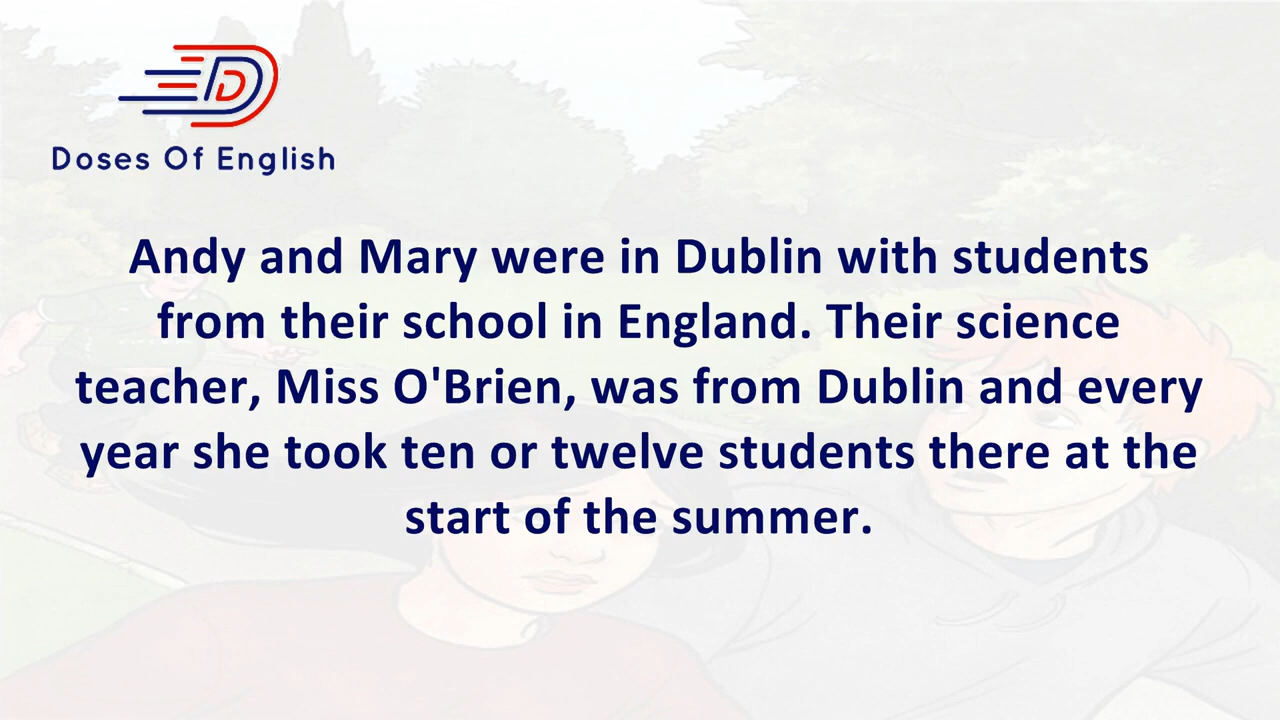 Doses Of English
Andy and Mary were in Dublin with students
from their school in England. Their science
teacher, Miss O'Brien, was from Dublin and every
year she took ten or twelve students there at the
start of the summer.